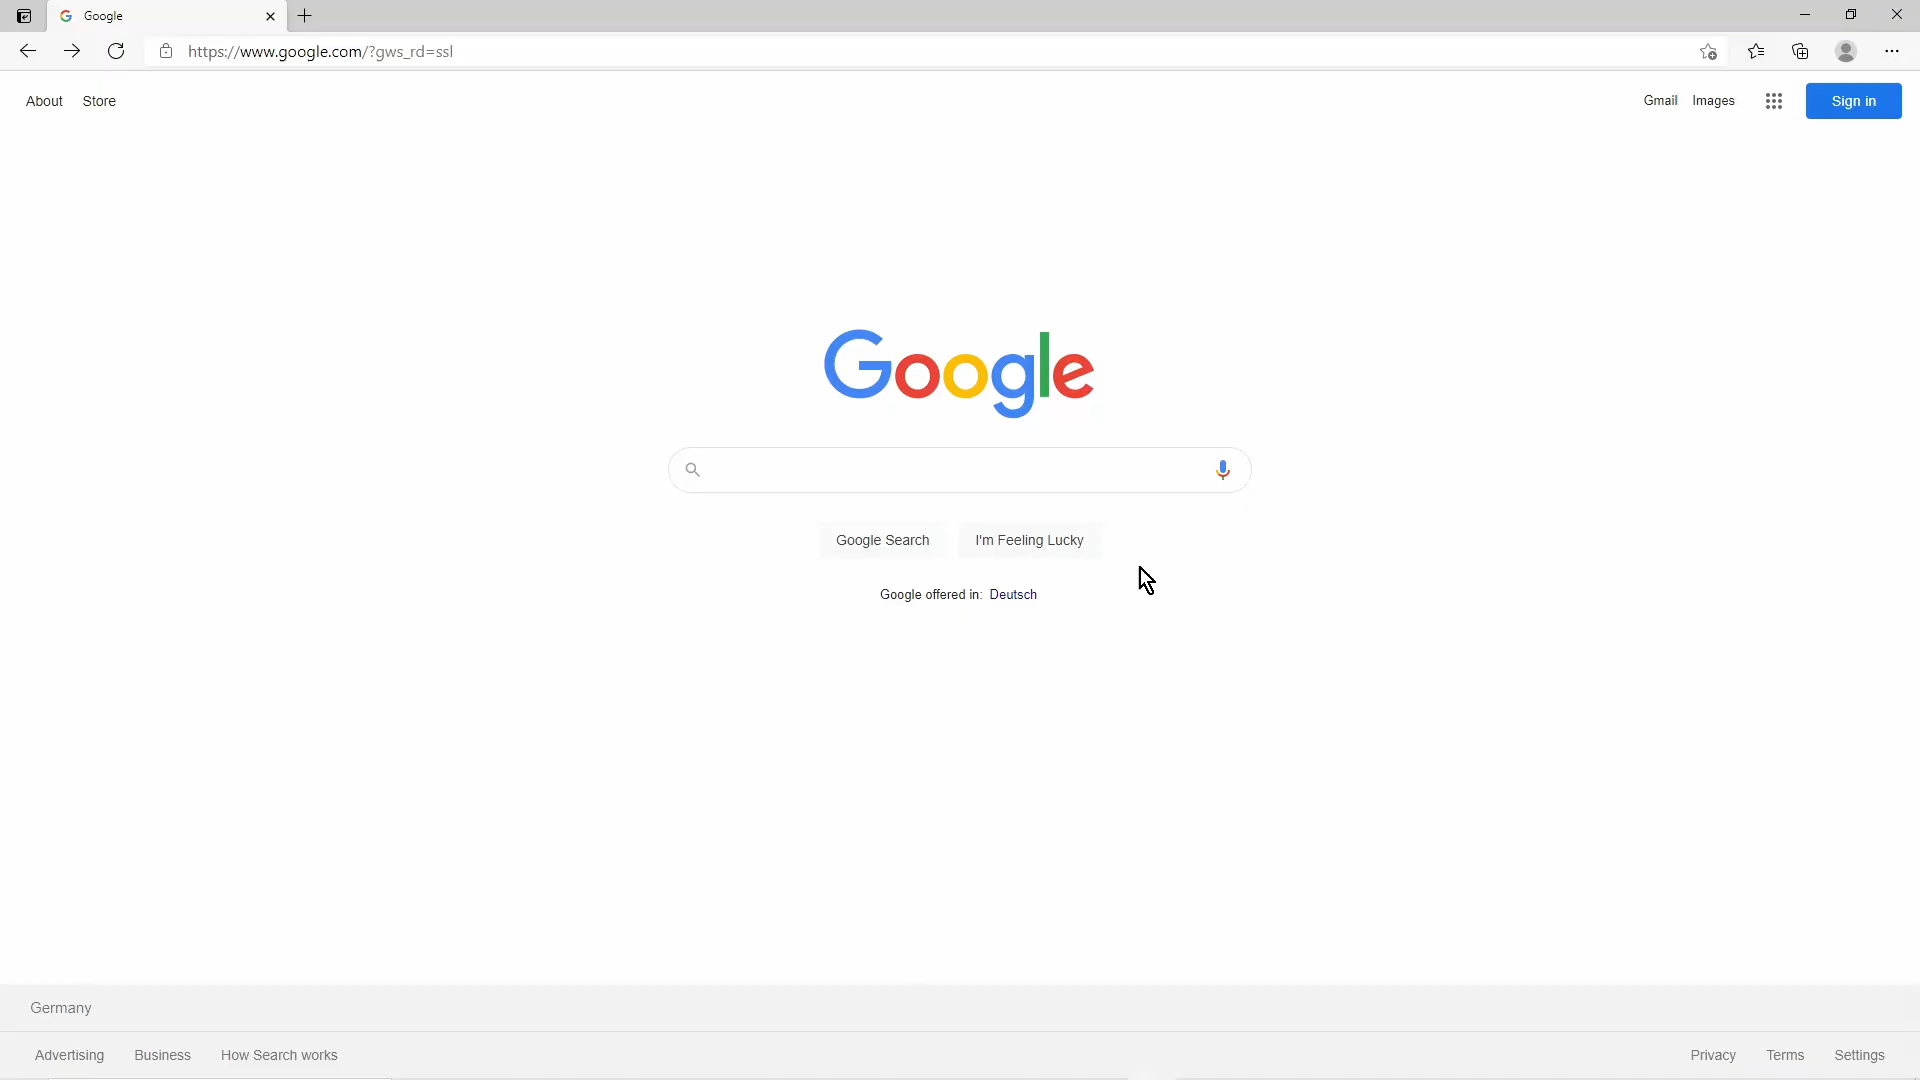 Google
https://www.google.com/?gws_rd=ssl
About Store Gmail Images Sign in
Google
Google Search I'm Feeling Lucky
Google offered in: Deutsch
Germany
Advertising Business How Search works Privacy Terms Settings